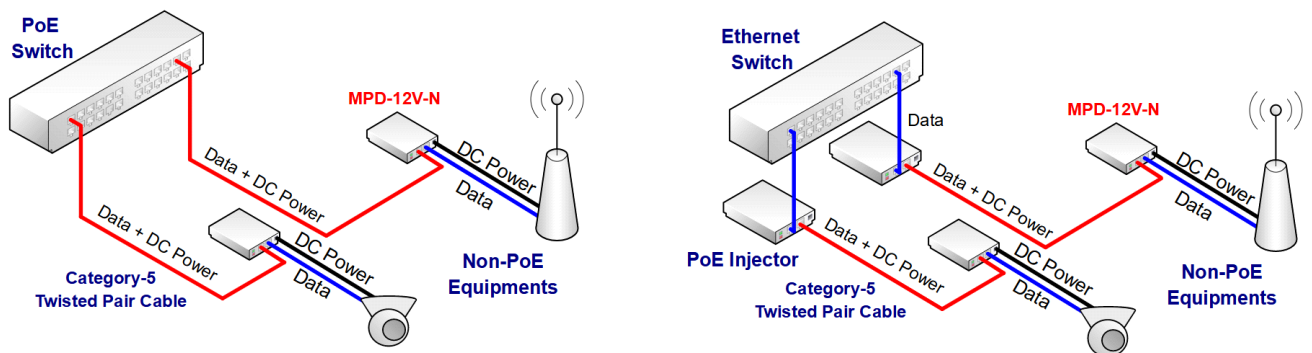 PoE
Switch
MPD-12V-N
DC Power
Data
Data + DC Power
Data + DC Power
DC Power
Data
Category-5
Twisted Pair Cable
Non-PoE
Equipments
Ethernet
Switch
Data
MPD-12V-N
DC Power
Data
Data + DC Power
PoE Injector
Data + DC Power
DC Power
Data
Category-5
Twisted Pair Cable
Non-PoE
Equipments